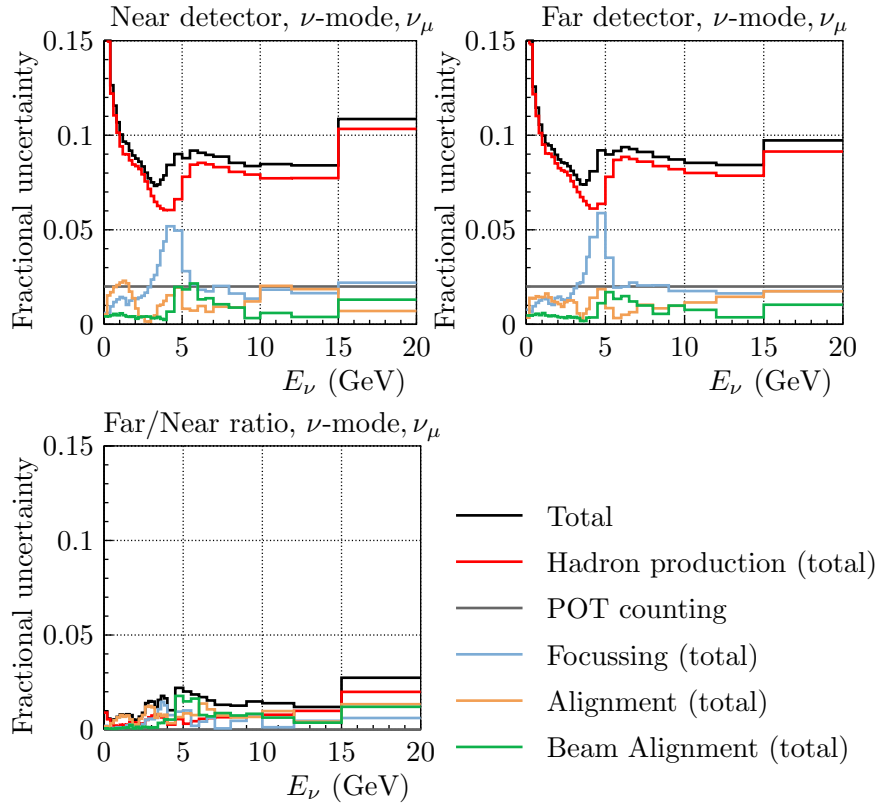 Near detector, ν-mode, ν_μ
Fractional uncertainty
0.15
0.1
0.05
0
0 5 10 15 20
E_ν (GeV)
Far detector, ν-mode, ν_μ
Fractional uncertainty
0.15
0.1
0.05
0
0 5 10 15 20
E_ν (GeV)
Far/Near ratio, ν-mode, ν_μ
Fractional uncertainty
0.15
0.1
0.05
0
0 5 10 15 20
E_ν (GeV)
Total
Hadron production (total)
POT counting
Focussing (total)
Alignment (total)
Beam Alignment (total)